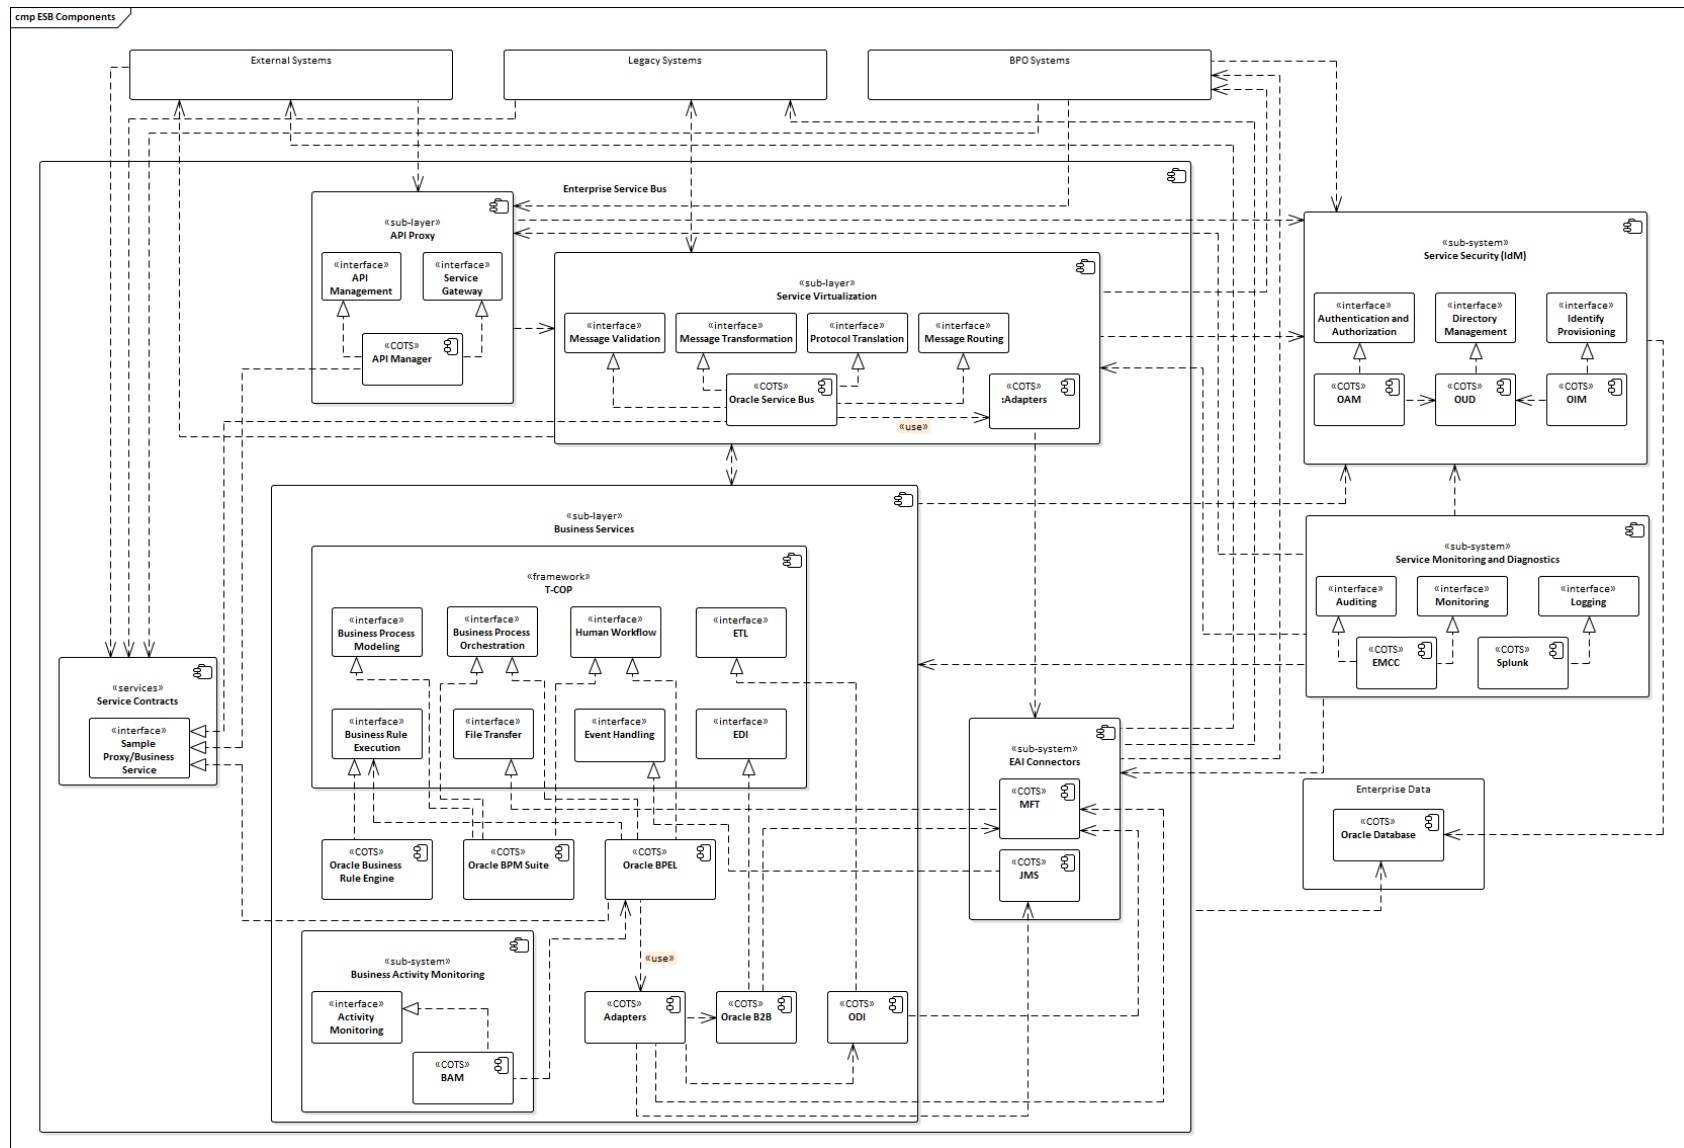 cmp ESB Components
External Systems
Legacy Systems
BPO Systems
Enterprise Service Bus
«sub-layer»
API Proxy
«interface»
API
Management
«interface»
Service
Gateway
«COTS»
API Manager
«sub-layer»
Service Virtualization
«interface»
Message Validation
«interface»
Message Transformation
«interface»
Protocol Translation
«interface»
Message Routing
«COTS»
Oracle Service Bus
«use»
«COTS»
:Adapters
«sub-system»
Service Security (IdM)
«interface»
Authentication and
Authorization
«interface»
Directory
Management
«interface»
Identify
Provisioning
«COTS»
OAM
«COTS»
OUD
«COTS»
OIM
«sub-layer»
Business Services
«framework»
T-COP
«interface»
Business Process
Modeling
«interface»
Business Process
Orchestration
«interface»
Human Workflow
«interface»
ETL
«interface»
Business Rule
Execution
«interface»
File Transfer
«interface»
Event Handling
«interface»
EDI
«sub-system»
Service Monitoring and Diagnostics
«interface»
Auditing
«interface»
Monitoring
«interface»
Logging
«COTS»
EMCC
«COTS»
Splunk
«services»
Service Contracts
«interface»
Sample
Proxy/Business
Service
«sub-system»
EAI Connectors
«COTS»
MFT
«COTS»
JMS
Enterprise Data
«COTS»
Oracle Database
«COTS»
Oracle Business
Rule Engine
«COTS»
Oracle BPM Suite
«COTS»
Oracle BPEL
«sub-system»
Business Activity Monitoring
«interface»
Activity
Monitoring
«COTS»
BAM
«use»
«COTS»
Adapters
«COTS»
Oracle B2B
«COTS»
ODI